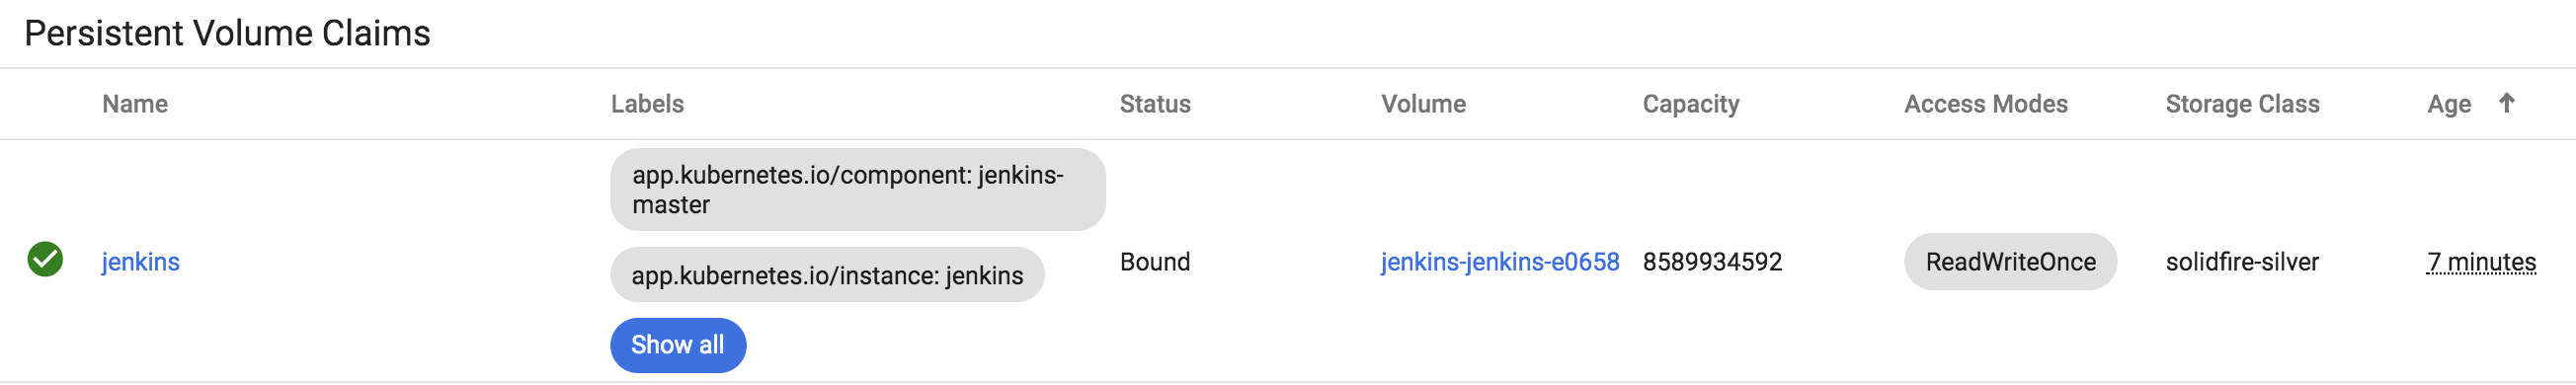 Persistent Volume Claims
Name Labels Status Volume Capacity Access Modes Storage Class Age
app.kubernetes.io/component: jenkins-
master
jenkins app.kubernetes.io/instance: jenkins Bound jenkins-jenkins-e0658 8589934592 ReadWriteOnce solidfire-silver 7 minutes
Show all